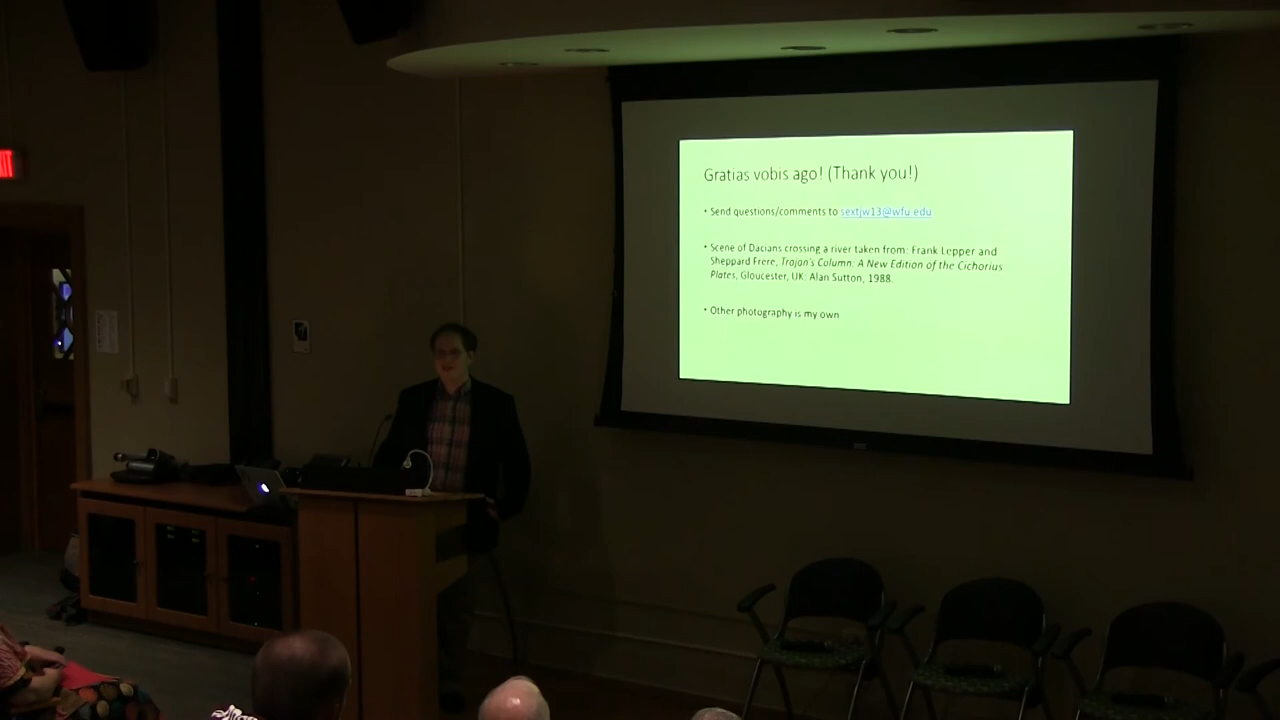 Gratias vobis ago! (Thank you!)
• Send questions/comments to sextjw13@wfu.edu
• Scene of Dacians crossing a river taken from: Frank Lepper and
Sheppard Frere, Trajan's Column: A New Edition of the Cichorius
Plates, Gloucester, UK: Alan Sutton, 1988.
• Other photography is my own